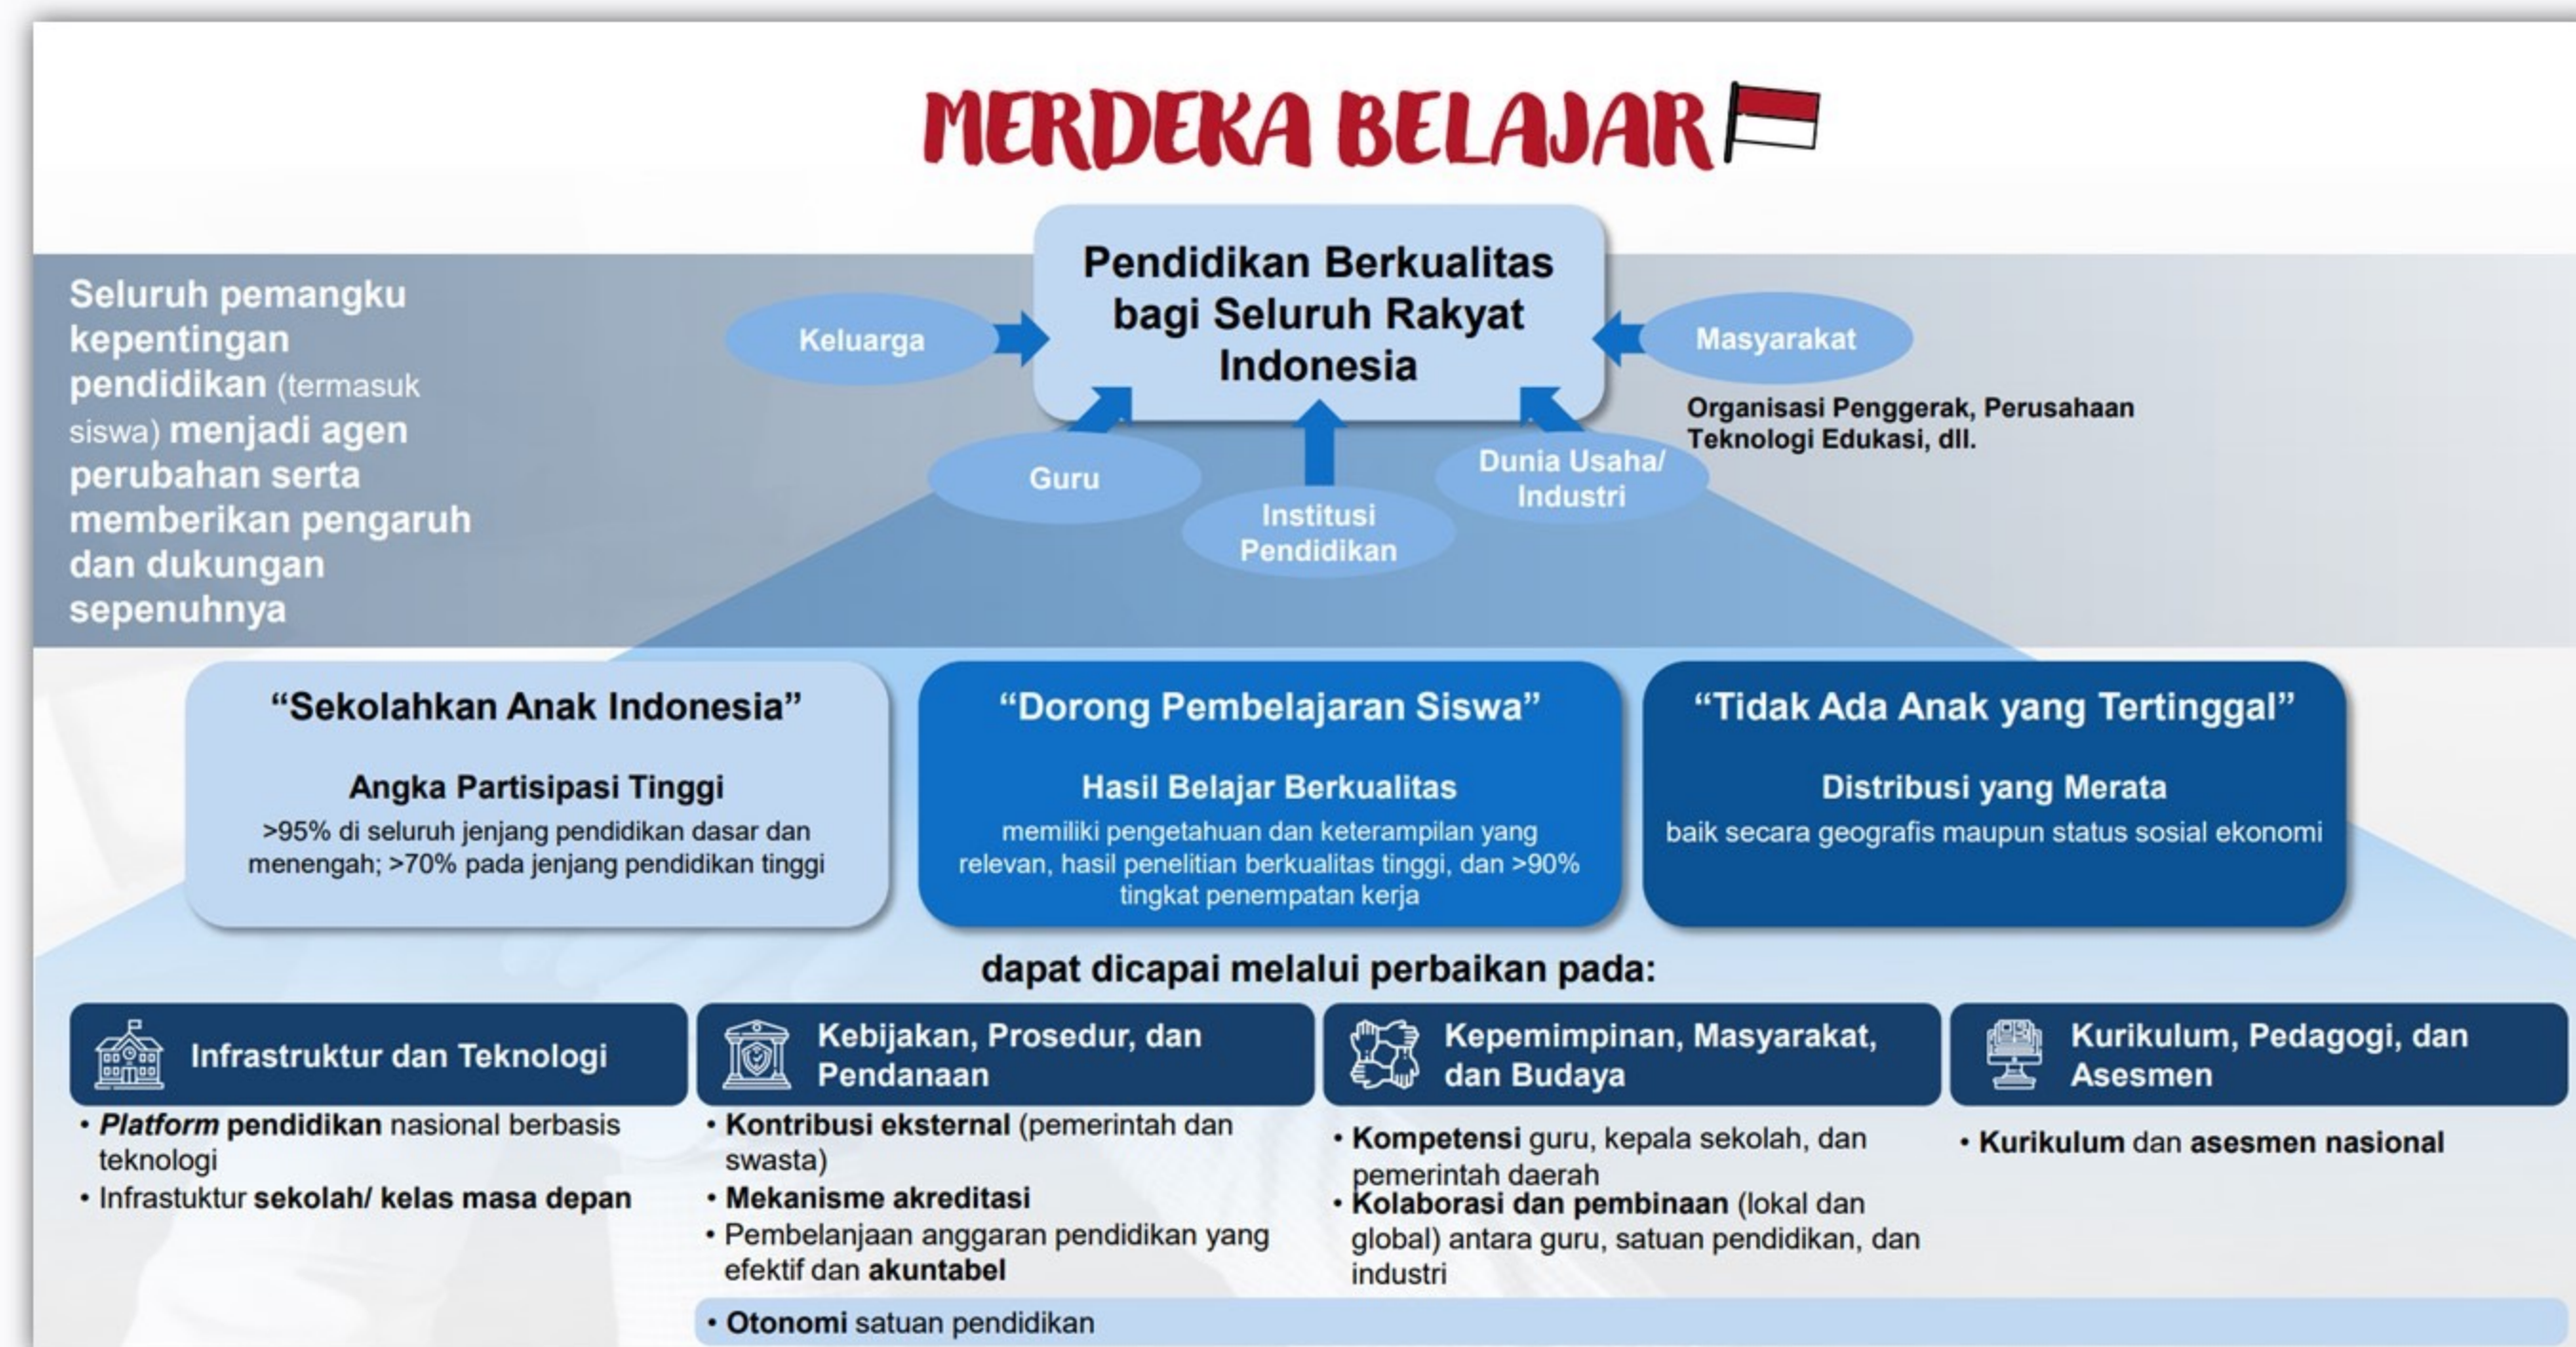 MERDEKA BELAJAR
Pendidikan Berkualitas
bagi Seluruh Rakyat
Indonesia
Seluruh pemangku
kepentingan
pendidikan (termasuk
siswa) menjadi agen
perubahan serta
memberikan pengaruh
dan dukungan
sepenuhnya
Keluarga
Guru
Institusi
Pendidikan
Dunia Usaha/
Industri
Masyarakat
Organisasi Penggerak, Perusahaan
Teknologi Edukasi, dll.
“Sekolahkan Anak Indonesia”
Angka Partisipasi Tinggi
>95% di seluruh jenjang pendidikan dasar dan
menengah; >70% pada jenjang pendidikan tinggi
“Dorong Pembelajaran Siswa”
Hasil Belajar Berkualitas
memiliki pengetahuan dan keterampilan yang
relevan, hasil penelitian berkualitas tinggi, dan >90%
tingkat penempatan kerja
“Tidak Ada Anak yang Tertinggal”
Distribusi yang Merata
baik secara geografis maupun status sosial ekonomi
dapat dicapai melalui perbaikan pada:
Infrastruktur dan Teknologi
• Platform pendidikan nasional berbasis
teknologi
• Infrastuktur sekolah/ kelas masa depan
Kebijakan, Prosedur, dan
Pendanaan
• Kontribusi eksternal (pemerintah dan
swasta)
• Mekanisme akreditasi
• Pembelanjaan anggaran pendidikan yang
efektif dan akuntabel
Kepemimpinan, Masyarakat,
dan Budaya
• Kompetensi guru, kepala sekolah, dan
pemerintah daerah
• Kolaborasi dan pembinaan (lokal dan
global) antara guru, satuan pendidikan, dan
industri
Kurikulum, Pedagogi, dan
Asesmen
• Kurikulum dan asesmen nasional
• Otonomi satuan pendidikan